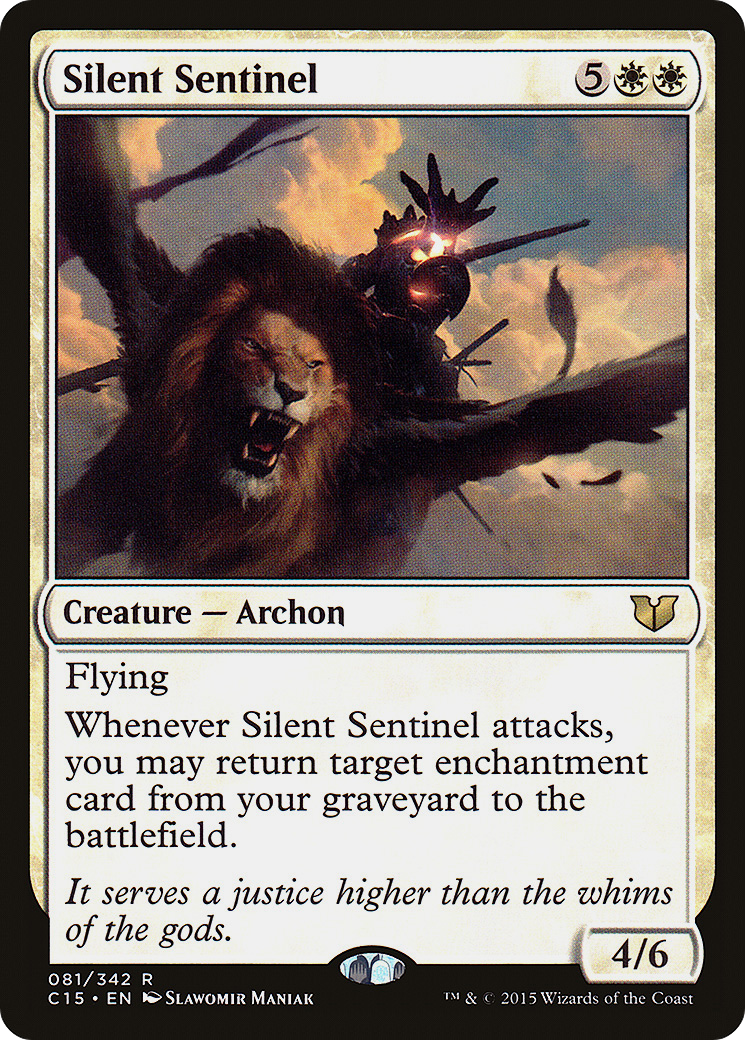 Silent Sentinel 5
Creature — Archon
Flying
Whenever Silent Sentinel attacks,
you may return target enchantment
card from your graveyard to the
battlefield.
It serves a justice higher than the whims
of the gods.
4/6
081/342 R
C15 • EN Slawomir Maniak
™ & © 2015 Wizards of the Coast